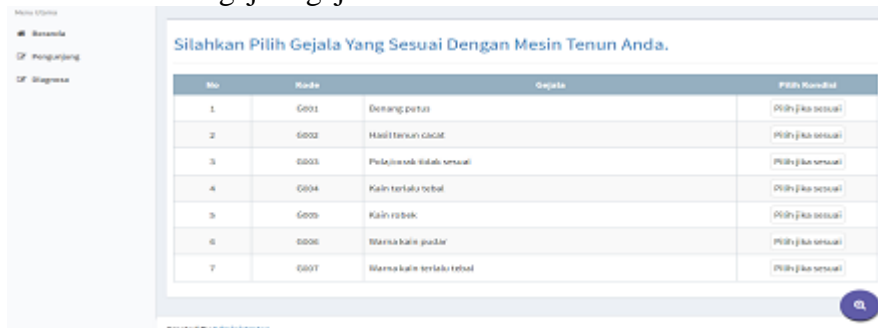 Menu Utama
Beranda
Pengunjung
Diagnosa
Silahkan Pilih Gejala Yang Sesuai Dengan Mesin Tenun Anda.
No Kode Gejala Pilih Kondisi
1 G001 Benang putus Pilih jika sesuai
2 G002 Hasil tenun cacat Pilih jika sesuai
3 G003 Pola/corak tidak sesuai Pilih jika sesuai
4 G004 Kain terlalu tebal Pilih jika sesuai
5 G005 Kain robek Pilih jika sesuai
6 G006 Warna kain pudar Pilih jika sesuai
7 G007 Warna kain terlalu tebal Pilih jika sesuai